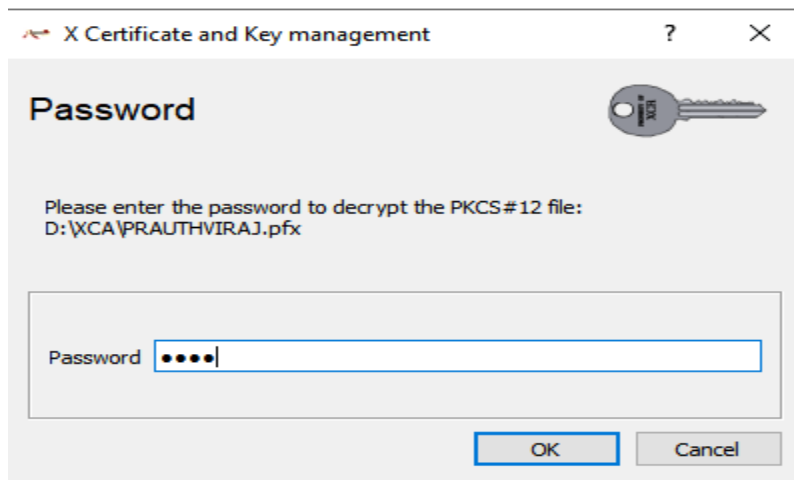 X Certificate and Key management
Password
XCA
Please enter the password to decrypt the PKCS#12 file:
D:\XCA\PRAUTHVIRAJ.pfx
Password ●●●●
OK Cancel